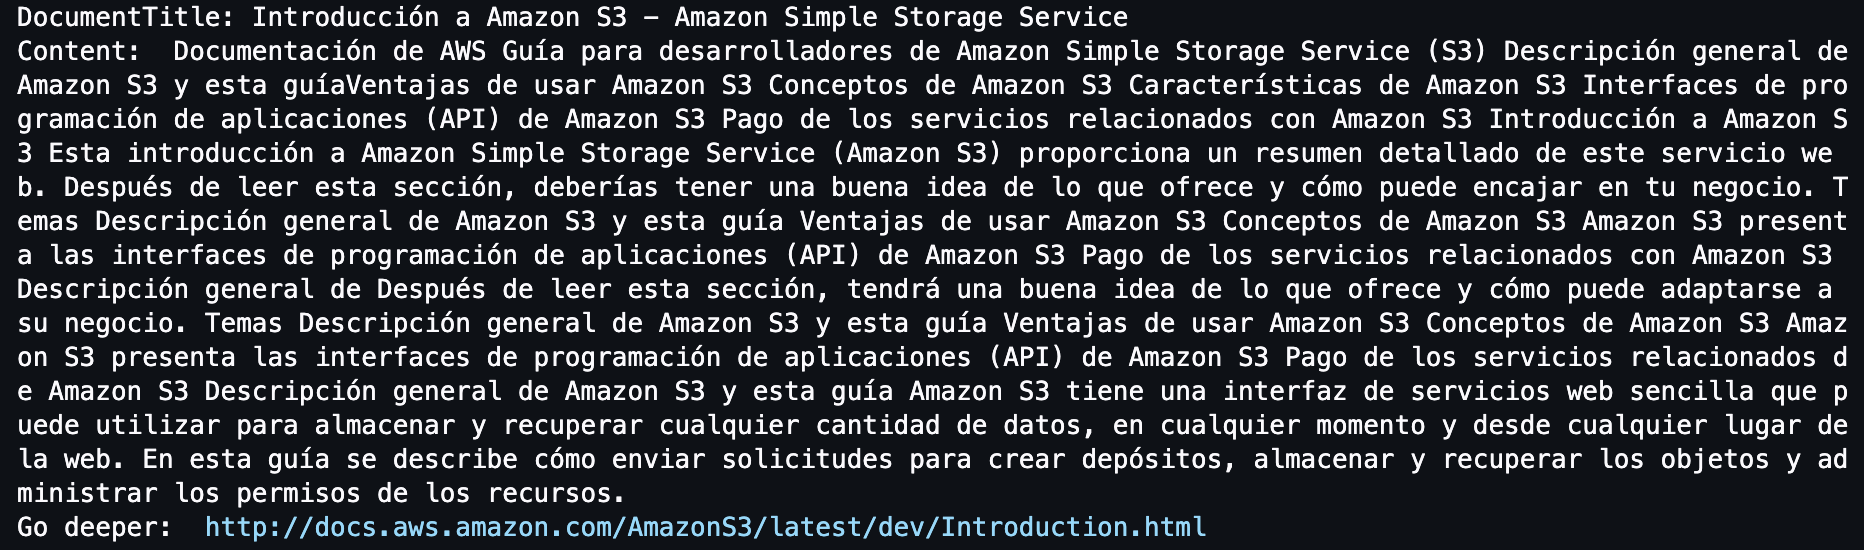 DocumentTitle: Introducción a Amazon S3 - Amazon Simple Storage Service
Content:  Documentación de AWS Guía para desarrolladores de Amazon Simple Storage Service (S3) Descripción general de
Amazon S3 y esta guíaVentajas de usar Amazon S3 Conceptos de Amazon S3 Características de Amazon S3 Interfaces de pro
gramación de aplicaciones (API) de Amazon S3 Pago de los servicios relacionados con Amazon S3 Introducción a Amazon S
3 Esta introducción a Amazon Simple Storage Service (Amazon S3) proporciona un resumen detallado de este servicio we
b. Después de leer esta sección, deberías tener una buena idea de lo que ofrece y cómo puede encajar en tu negocio. T
emas Descripción general de Amazon S3 y esta guía Ventajas de usar Amazon S3 Conceptos de Amazon S3 Amazon S3 present
a las interfaces de programación de aplicaciones (API) de Amazon S3 Pago de los servicios relacionados con Amazon S3
Descripción general de Después de leer esta sección, tendrá una buena idea de lo que ofrece y cómo puede adaptarse a
su negocio. Temas Descripción general de Amazon S3 y esta guía Ventajas de usar Amazon S3 Conceptos de Amazon S3 Amaz
on S3 presenta las interfaces de programación de aplicaciones (API) de Amazon S3 Pago de los servicios relacionados d
e Amazon S3 Descripción general de Amazon S3 y esta guía Amazon S3 tiene una interfaz de servicios web sencilla que p
uede utilizar para almacenar y recuperar cualquier cantidad de datos, en cualquier momento y desde cualquier lugar de
la web. En esta guía se describe cómo enviar solicitudes para crear depósitos, almacenar y recuperar los objetos y ad
ministrar los permisos de los recursos.
Go deeper:  http://docs.aws.amazon.com/AmazonS3/latest/dev/Introduction.html